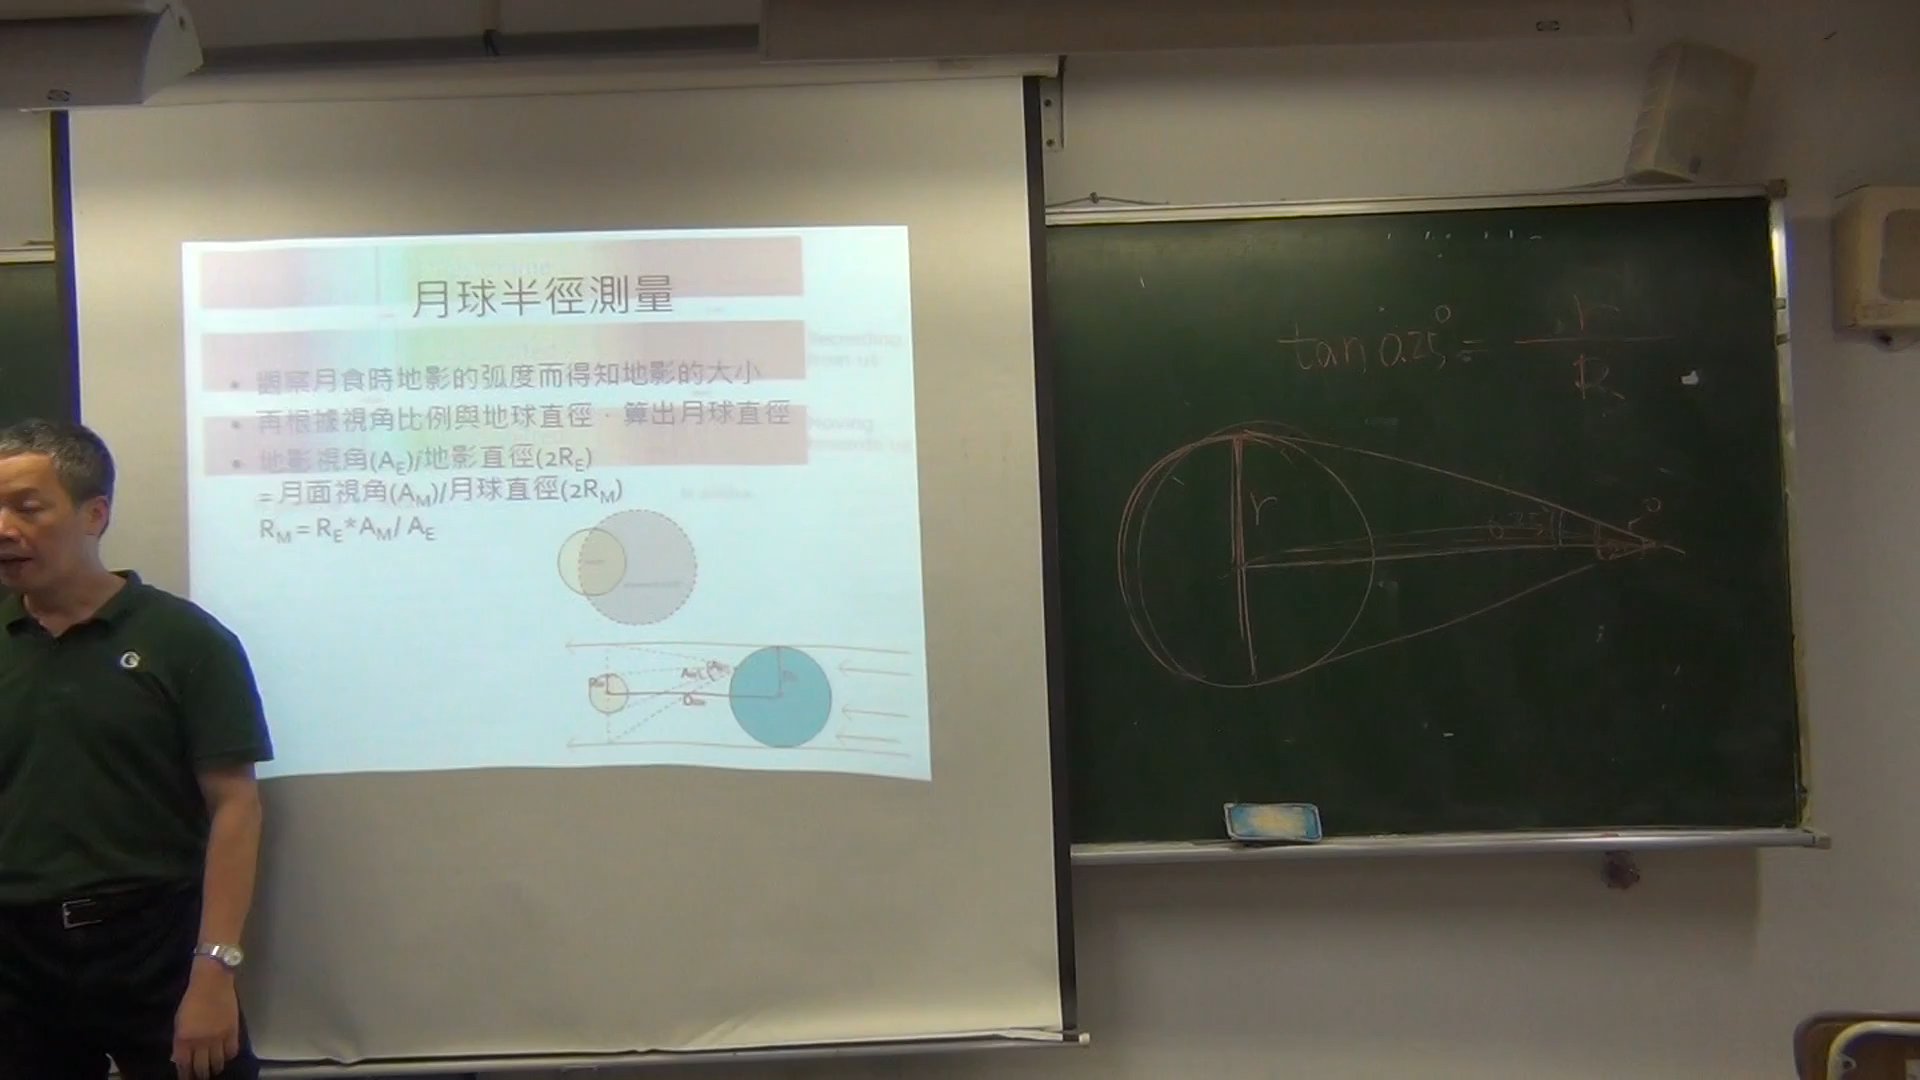 月球半徑測量
• 觀察月食時地影的弧度而得知地影的大小
• 再根據視角比例與地球直徑，算出月球直徑
• 地影視角(AE)/地影直徑(2RE)
=月面視角(AM)/月球直徑(2RM)
RM = RE*AM/ AE
tan 0.25° = r/R
r
0.25°